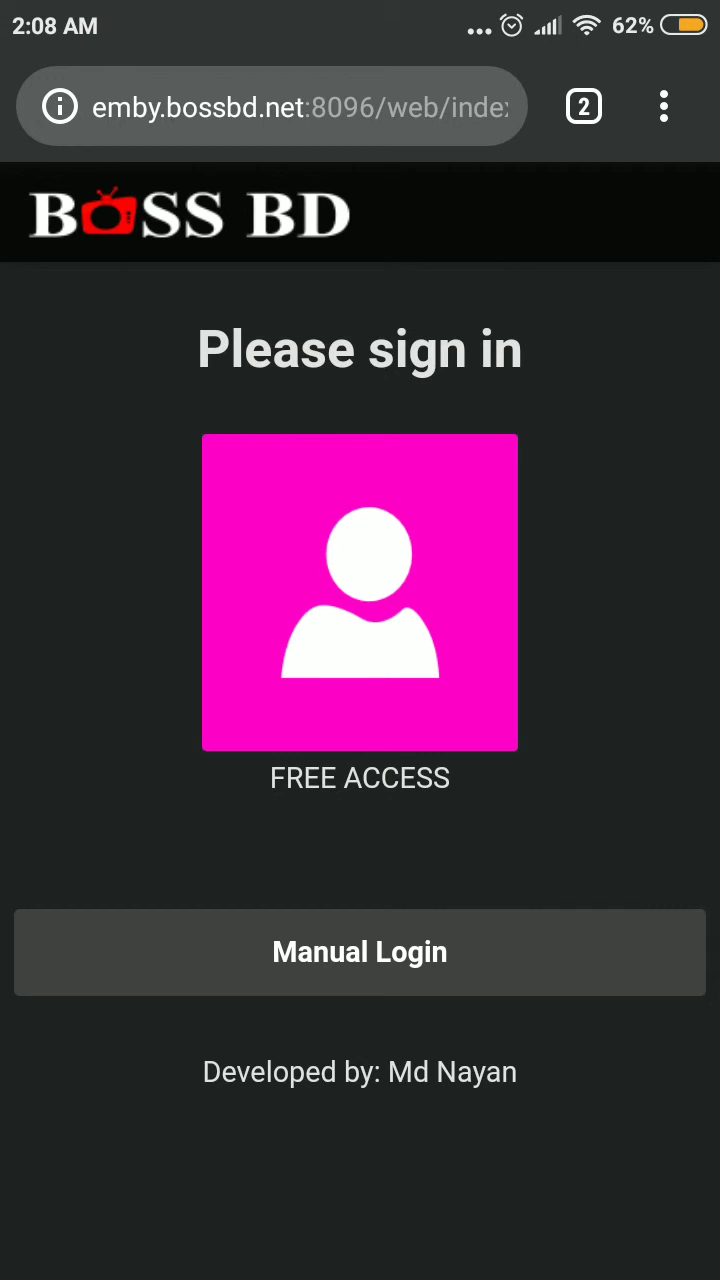 2:08 AM
62%
emby.bossbd.net:8096/web/index
2
BOSS BD
Please sign in
FREE ACCESS
Manual Login
Developed by: Md Nayan